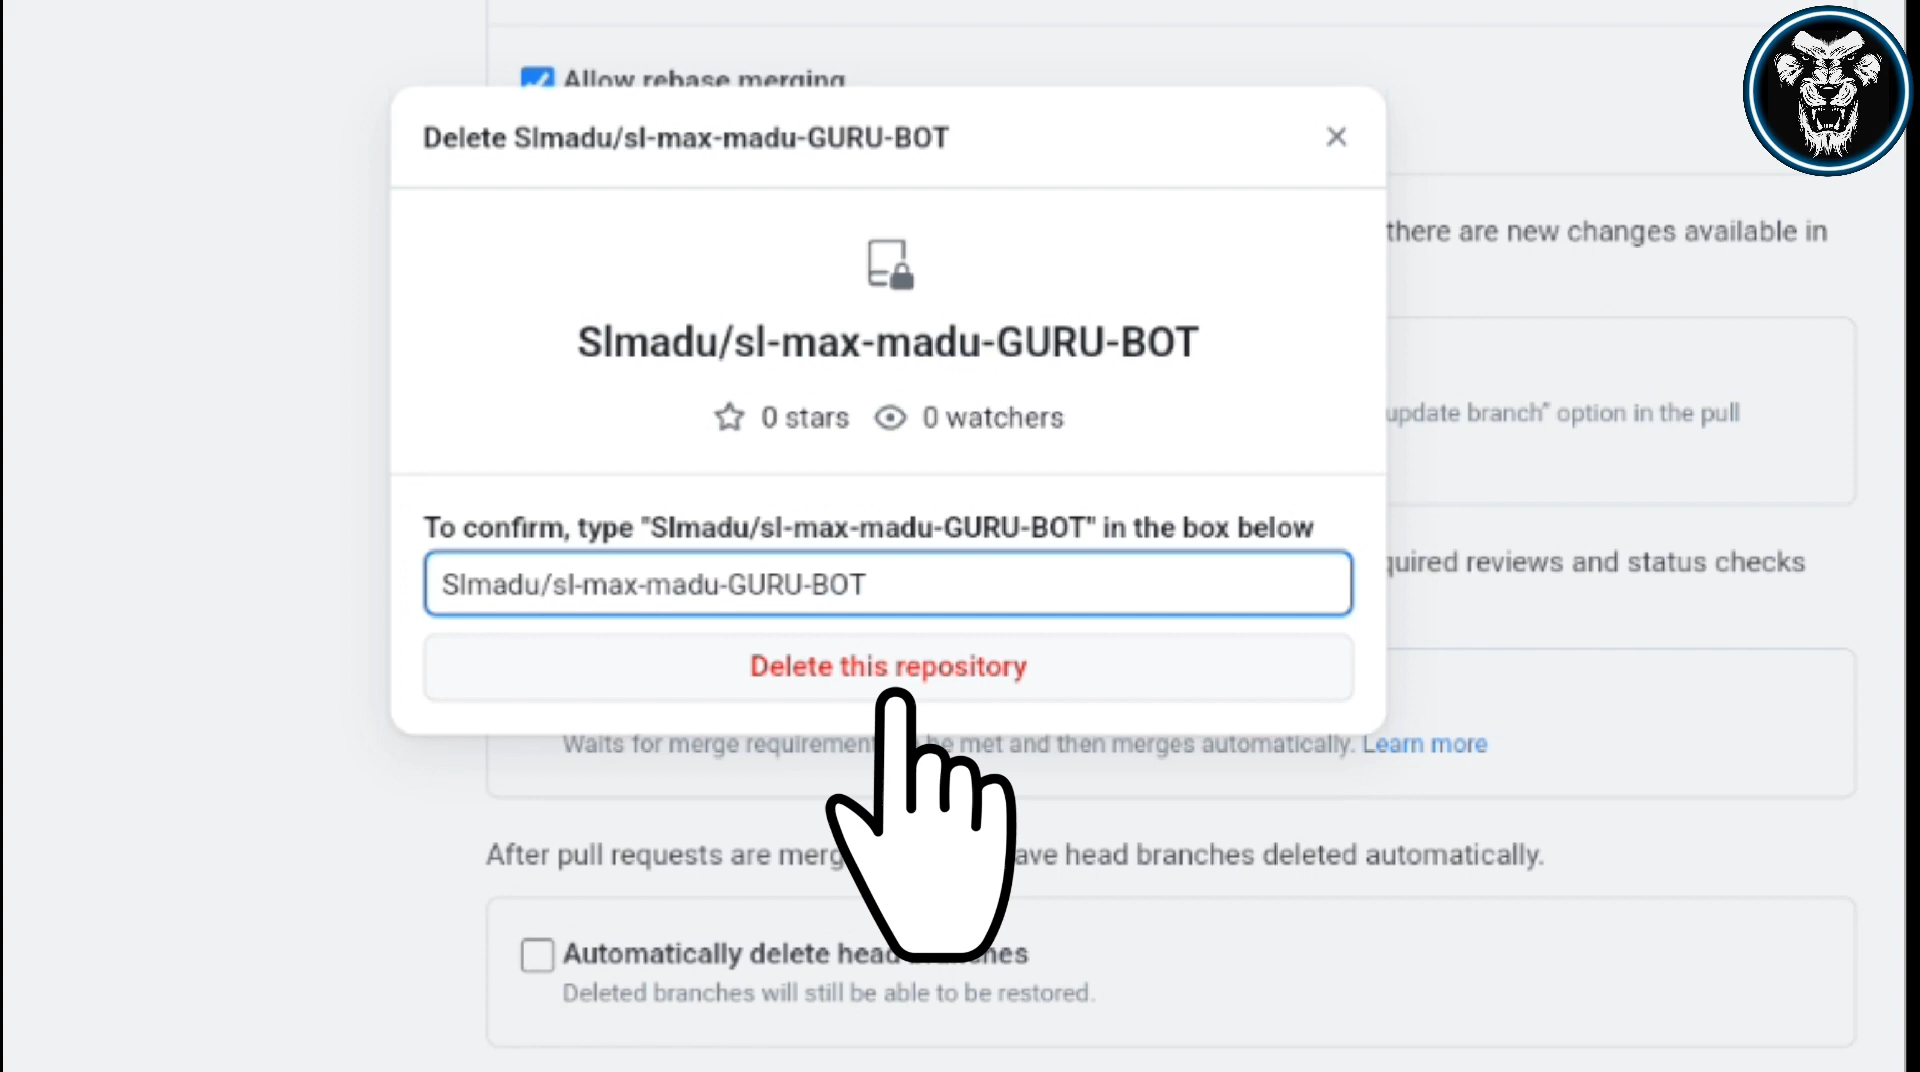 Allow rebase merging
Delete Slmadu/sl-max-madu-GURU-BOT
there are new changes available in
Slmadu/sl-max-madu-GURU-BOT
0 stars 0 watchers
update branch" option in the pull
To confirm, type "Slmadu/sl-max-madu-GURU-BOT" in the box below
quired reviews and status checks
Slmadu/sl-max-madu-GURU-BOT
Delete this repository
Waits for merge requirement be met and then merges automatically. Learn more
After pull requests are merg ave head branches deleted automatically.
Automatically delete head branches
Deleted branches will still be able to be restored.